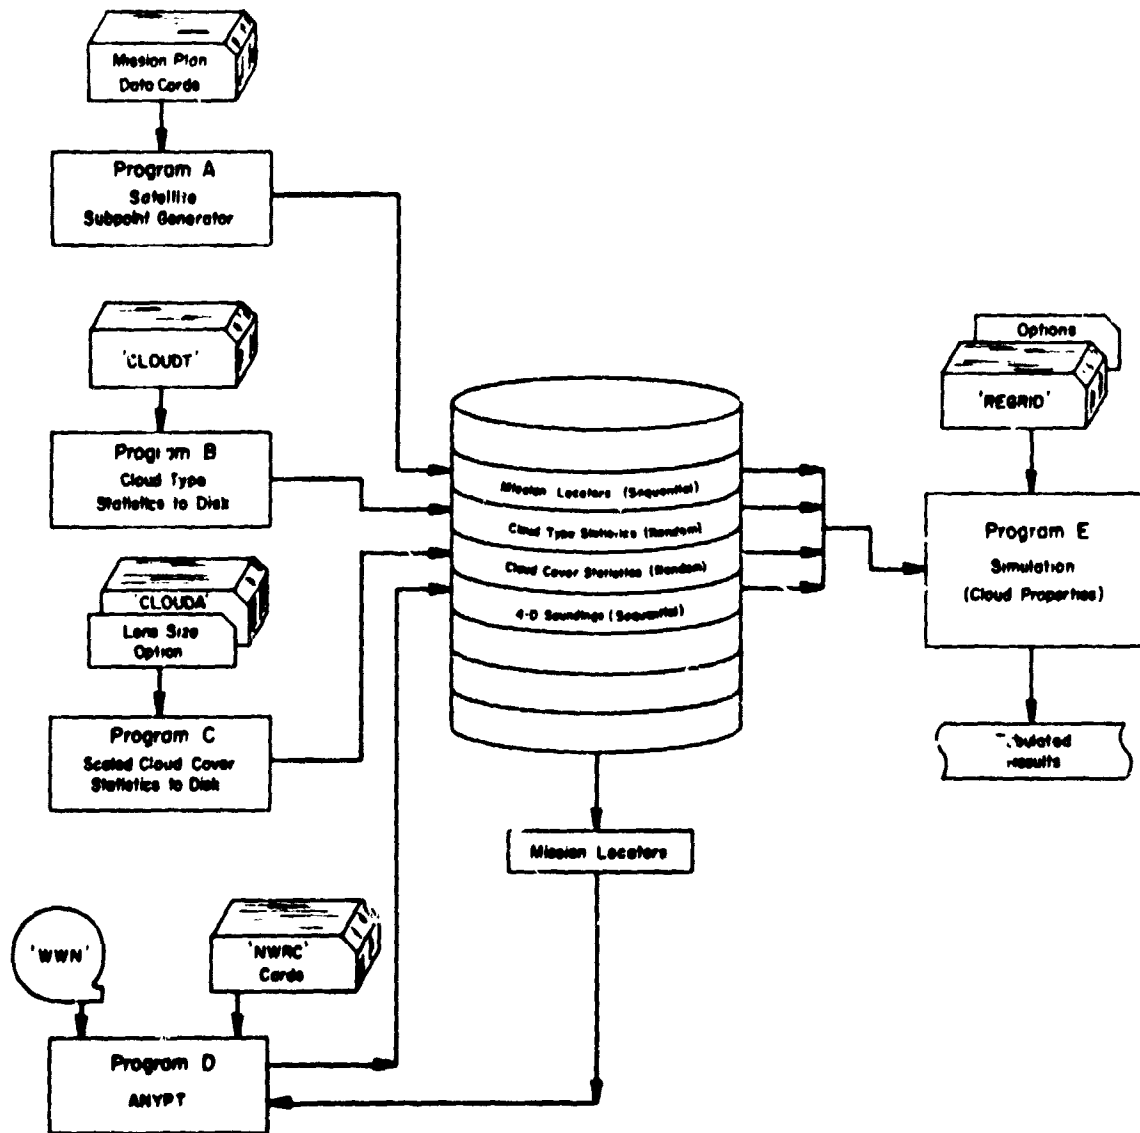 Mission Plan
Data Cards
Program A
Satellite
Subpoint Generator
'CLOUDT'
Program B
Cloud Type
Statistics to Disk
'CLOUDA'
Lens Size
Option
Program C
Scaled Cloud Cover
Statistics to Disk
'WWN'
'NWRC'
Cards
Program D
ANYPT
Mission Locators (Sequential)
Cloud Type Statistics (Random)
Cloud Cover Statistics (Random)
4-D Soundings (Sequential)
Mission Locators
Options
'REGRID'
Program E
Simulation
(Cloud Properties)
Tabulated
Results